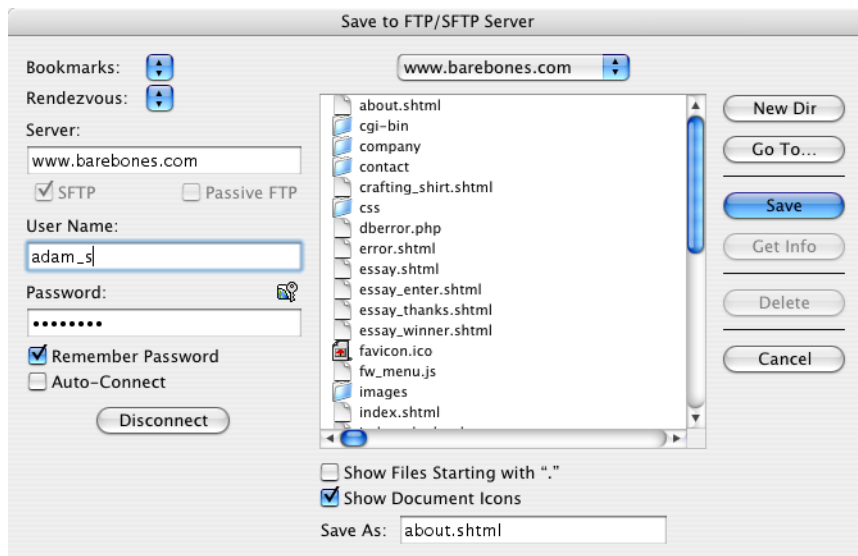 Save to FTP/SFTP Server
Bookmarks:
Rendezvous:
Server:
www.barebones.com
SFTP
Passive FTP
User Name:
adam_s
Password:
••••••••
Remember Password
Auto-Connect
Disconnect
www.barebones.com
about.shtml
cgi-bin
company
contact
crafting_shirt.shtml
css
dberror.php
error.shtml
essay.shtml
essay_enter.shtml
essay_thanks.shtml
essay_winner.shtml
favicon.ico
fw_menu.js
images
index.shtml
Show Files Starting with “.”
Show Document Icons
Save As: about.shtml
New Dir
Go To...
Save
Get Info
Delete
Cancel